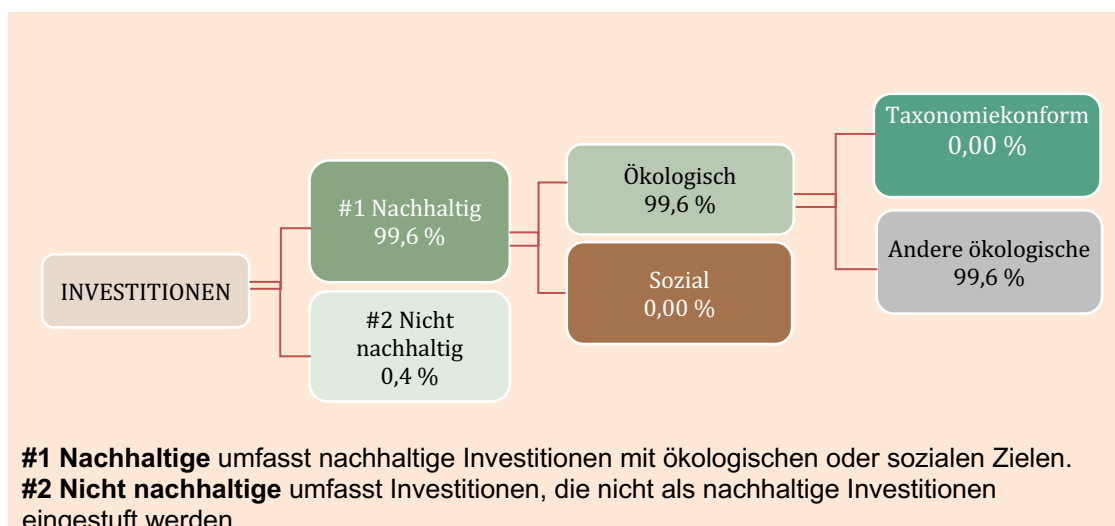 INVESTITIONEN
#1 Nachhaltig
99,6 %
#2 Nicht
nachhaltig
0,4 %
Ökologisch
99,6 %
Sozial
0,00 %
Taxonomiekonform
0,00 %
Andere ökologische
99,6 %
#1 Nachhaltige umfasst nachhaltige Investitionen mit ökologischen oder sozialen Zielen.
#2 Nicht nachhaltige umfasst Investitionen, die nicht als nachhaltige Investitionen
eingestuft werden